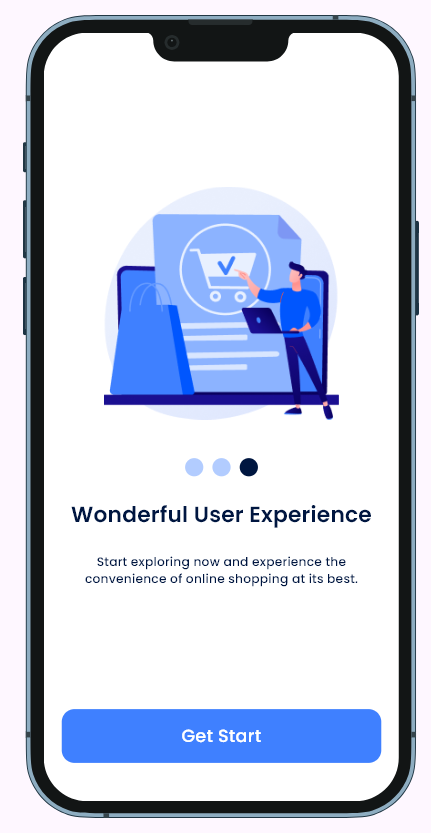 Wonderful User Experience
Start exploring now and experience the
convenience of online shopping at its best.
Get Start